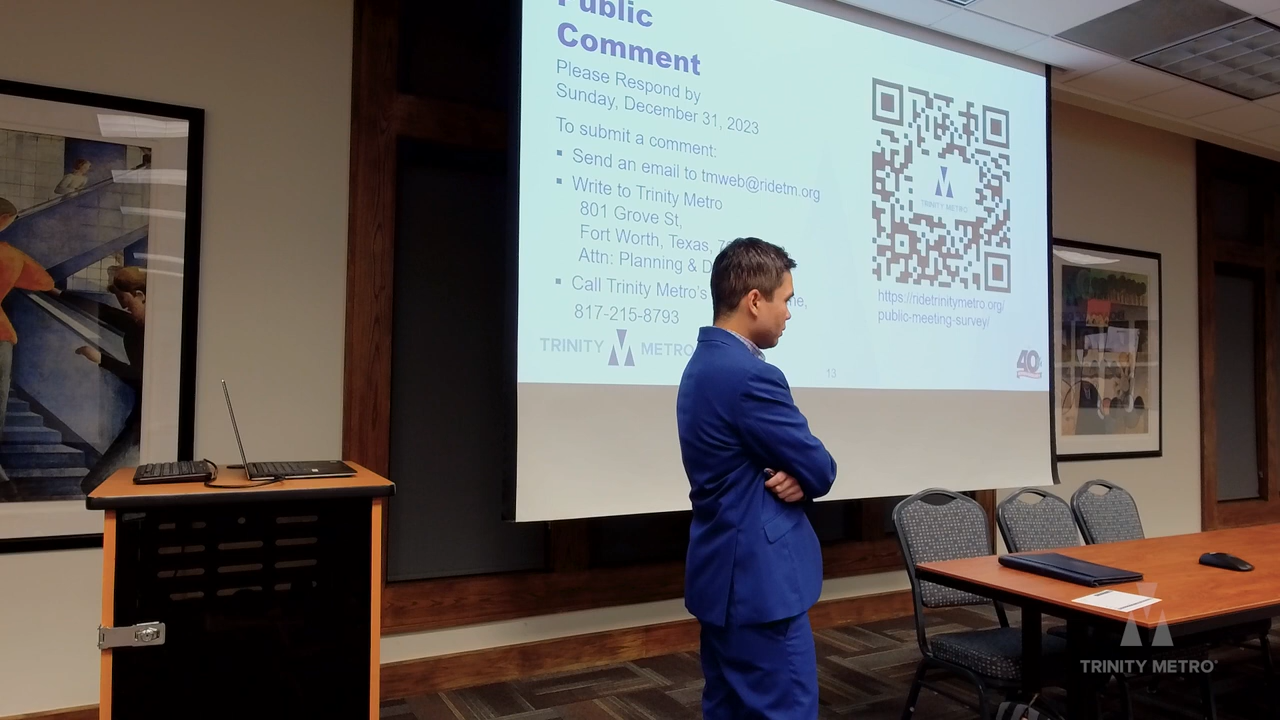 Public
Comment
Please Respond by
Sunday, December 31, 2023
To submit a comment:
▪ Send an email to tmweb@ridetm.org
▪ Write to Trinity Metro
801 Grove St,
Fort Worth, Texas,
Attn: Planning &
▪ Call Trinity Metro's
817-215-8793
TRINITY METRO
13
TRINITY METRO
https://ridetrinitymetro.org/
public-meeting-survey/
40
TRINITY METRO